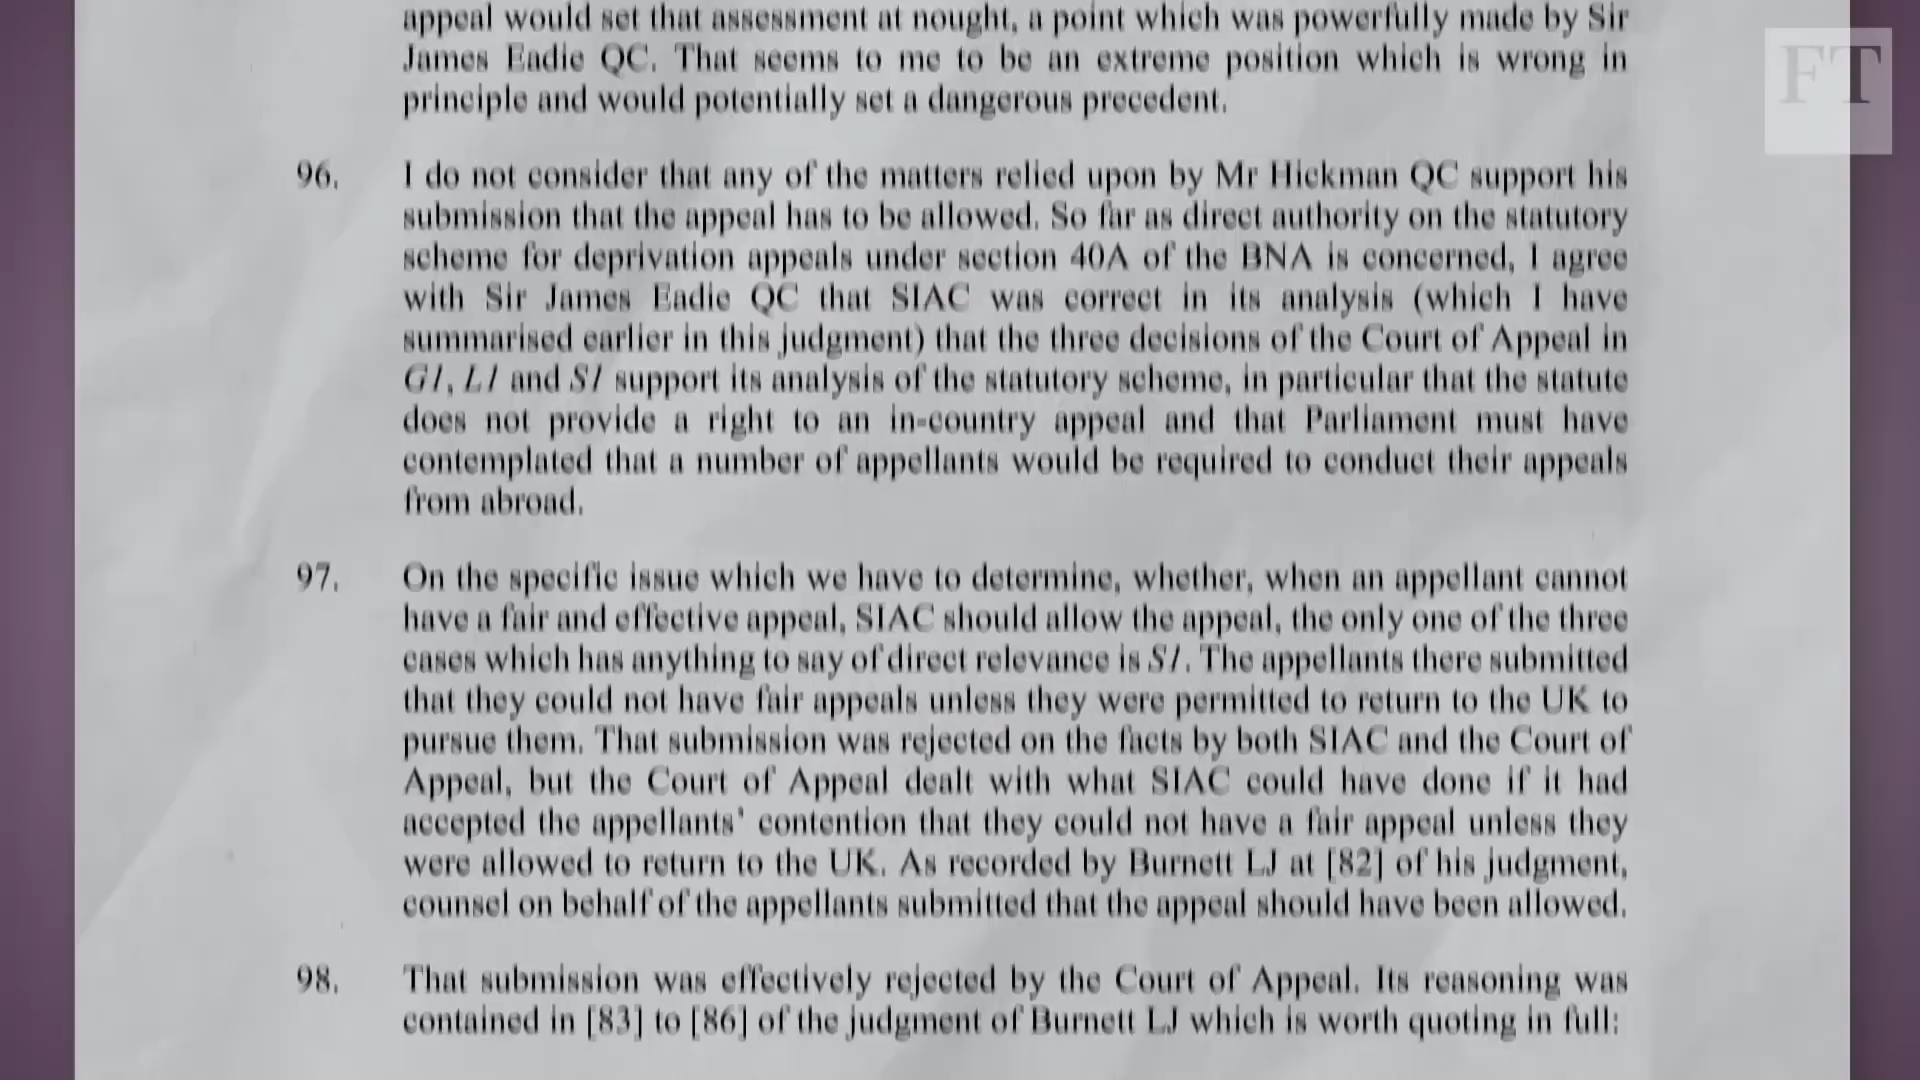 appeal would set that assessment at nought, a point which was powerfully made by Sir
James Eadie QC. That seems to me to be an extreme position which is wrong in
principle and would potentially set a dangerous precedent.
FT
96. I do not consider that any of the matters relied upon by Mr Hickman QC support his
submission that the appeal has to be allowed. So far as direct authority on the statutory
scheme for deprivation appeals under section 40A of the BNA is concerned, I agree
with Sir James Eadie QC that SIAC was correct in its analysis (which I have
summarised earlier in this judgment) that the three decisions of the Court of Appeal in
G1, L1 and S1 support its analysis of the statutory scheme, in particular that the statute
does not provide a right to an in-country appeal and that Parliament must have
contemplated that a number of appellants would be required to conduct their appeals
from abroad.
97. On the specific issue which we have to determine, whether, when an appellant cannot
have a fair and effective appeal, SIAC should allow the appeal, the only one of the three
cases which has anything to say of direct relevance is S1. The appellants there submitted
that they could not have fair appeals unless they were permitted to return to the UK to
pursue them. That submission was rejected on the facts by both SIAC and the Court of
Appeal, but the Court of Appeal dealt with what SIAC could have done if it had
accepted the appellants' contention that they could not have a fair appeal unless they
were allowed to return to the UK. As recorded by Burnett LJ at [82] of his judgment,
counsel on behalf of the appellants submitted that the appeal should have been allowed.
98. That submission was effectively rejected by the Court of Appeal. Its reasoning was
contained in [83] to [86] of the judgment of Burnett LJ which is worth quoting in full: